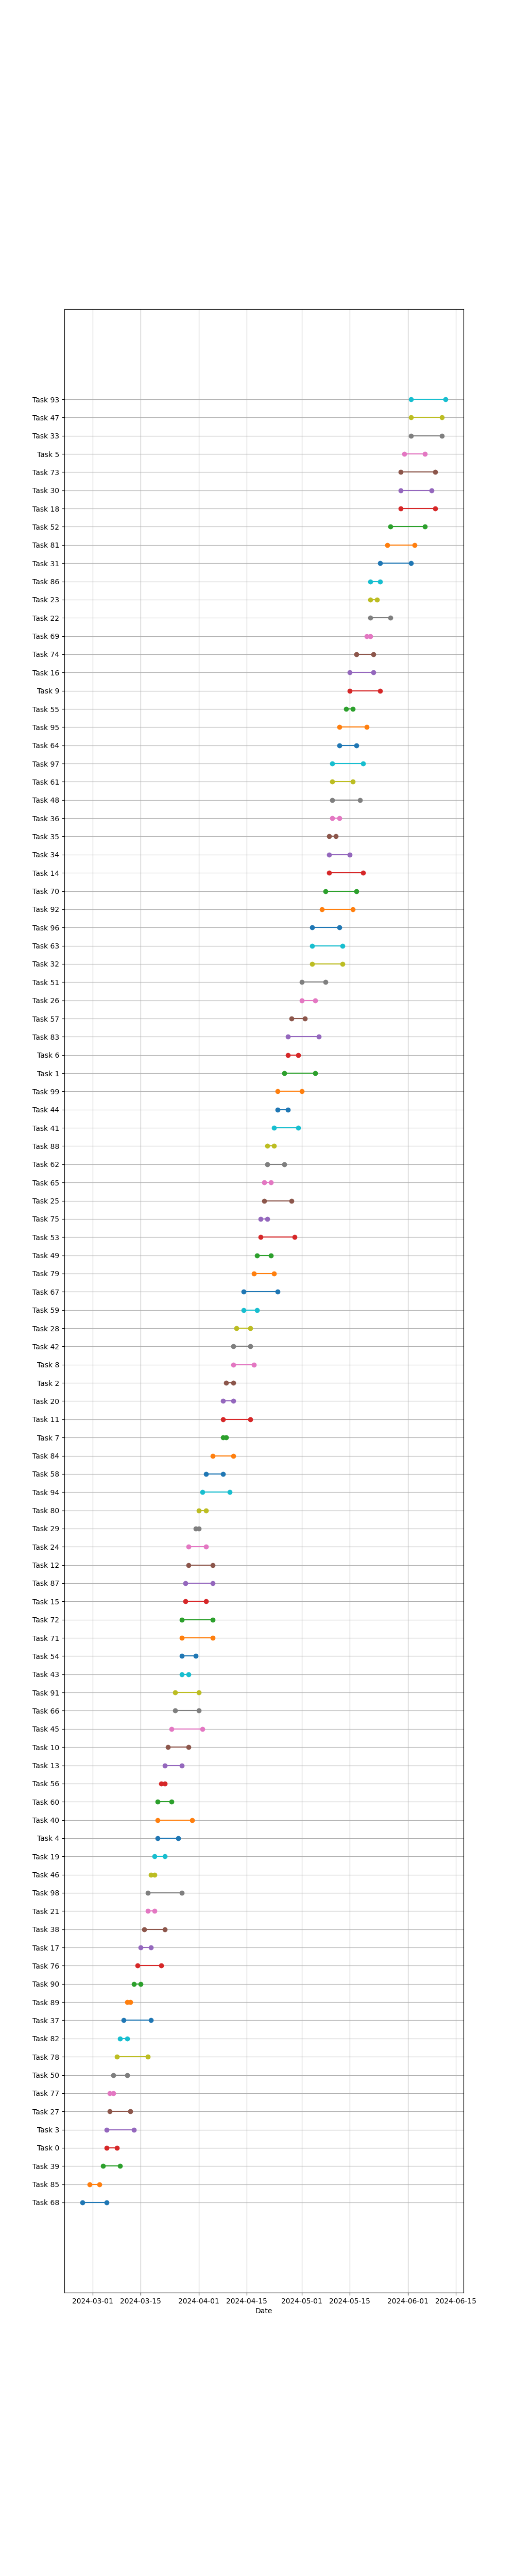 Task 93
Task 47
Task 33
Task 5
Task 73
Task 30
Task 18
Task 52
Task 81
Task 31
Task 86
Task 23
Task 22
Task 69
Task 74
Task 16
Task 9
Task 55
Task 95
Task 64
Task 97
Task 61
Task 48
Task 36
Task 35
Task 34
Task 14
Task 70
Task 92
Task 96
Task 63
Task 32
Task 51
Task 26
Task 57
Task 83
Task 6
Task 1
Task 99
Task 44
Task 41
Task 88
Task 62
Task 65
Task 25
Task 75
Task 53
Task 49
Task 79
Task 67
Task 59
Task 28
Task 42
Task 8
Task 2
Task 20
Task 11
Task 7
Task 84
Task 58
Task 94
Task 80
Task 29
Task 24
Task 12
Task 87
Task 15
Task 72
Task 71
Task 54
Task 43
Task 91
Task 66
Task 45
Task 10
Task 13
Task 56
Task 60
Task 40
Task 4
Task 19
Task 46
Task 98
Task 21
Task 38
Task 17
Task 76
Task 90
Task 89
Task 37
Task 82
Task 78
Task 50
Task 77
Task 27
Task 3
Task 0
Task 39
Task 85
Task 68
2024-03-01 2024-03-15 2024-04-01 2024-04-15 2024-05-01 2024-05-15 2024-06-01 2024-06-15
Date